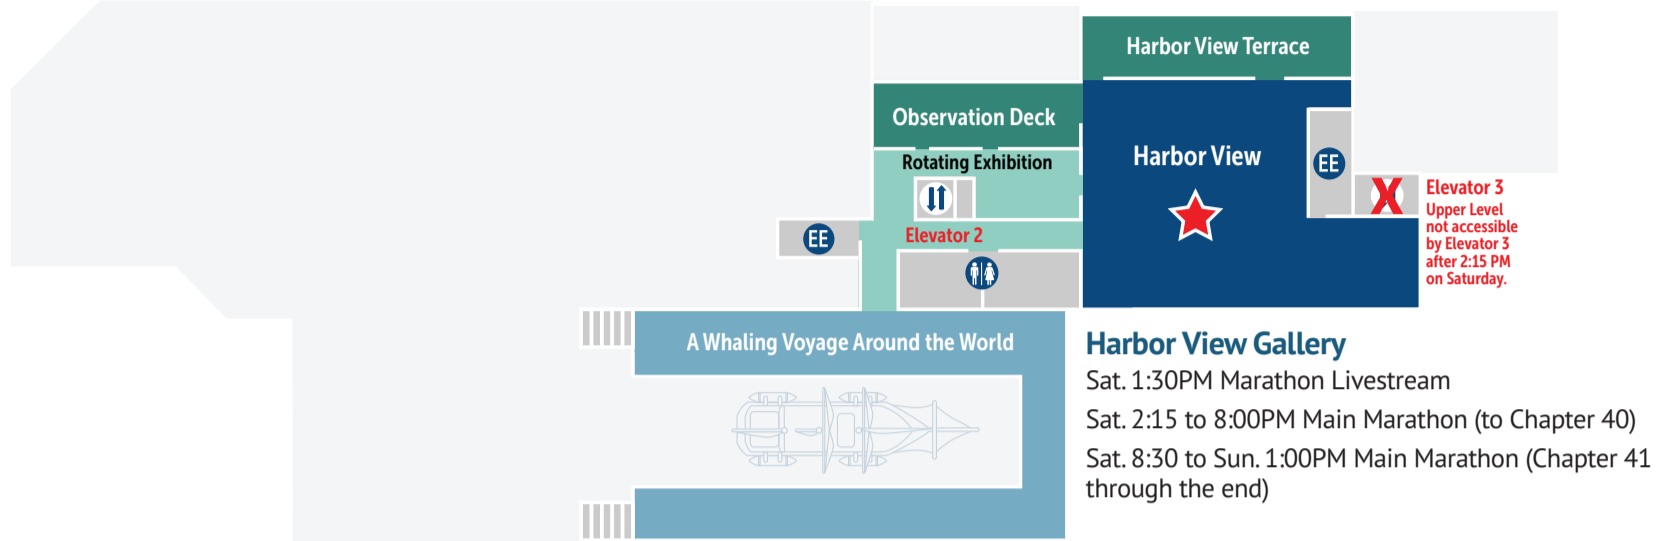 Harbor View Terrace
Observation Deck
Rotating Exhibition
Harbor View
EE
Elevator 3
Upper Level
not accessible
by Elevator 3
after 2:15 PM
on Saturday.
EE
Elevator 2
A Whaling Voyage Around the World
Harbor View Gallery
Sat. 1:30PM Marathon Livestream
Sat. 2:15 to 8:00PM Main Marathon (to Chapter 40)
Sat. 8:30 to Sun. 1:00PM Main Marathon (Chapter 41
through the end)